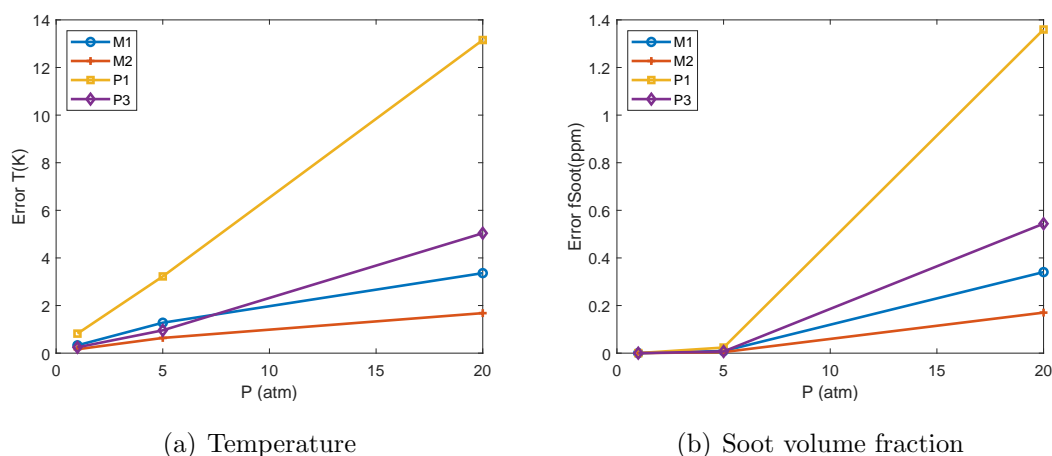 14
12
10
8
6
4
2
0
Error T(K)
M1
M2
P1
P3
0 5 10 15 20
P (atm)
(a) Temperature
1.4
1.2
1
0.8
0.6
0.4
0.2
0
Error fSoot(ppm)
M1
M2
P1
P3
0 5 10 15 20
P (atm)
(b) Soot volume fraction